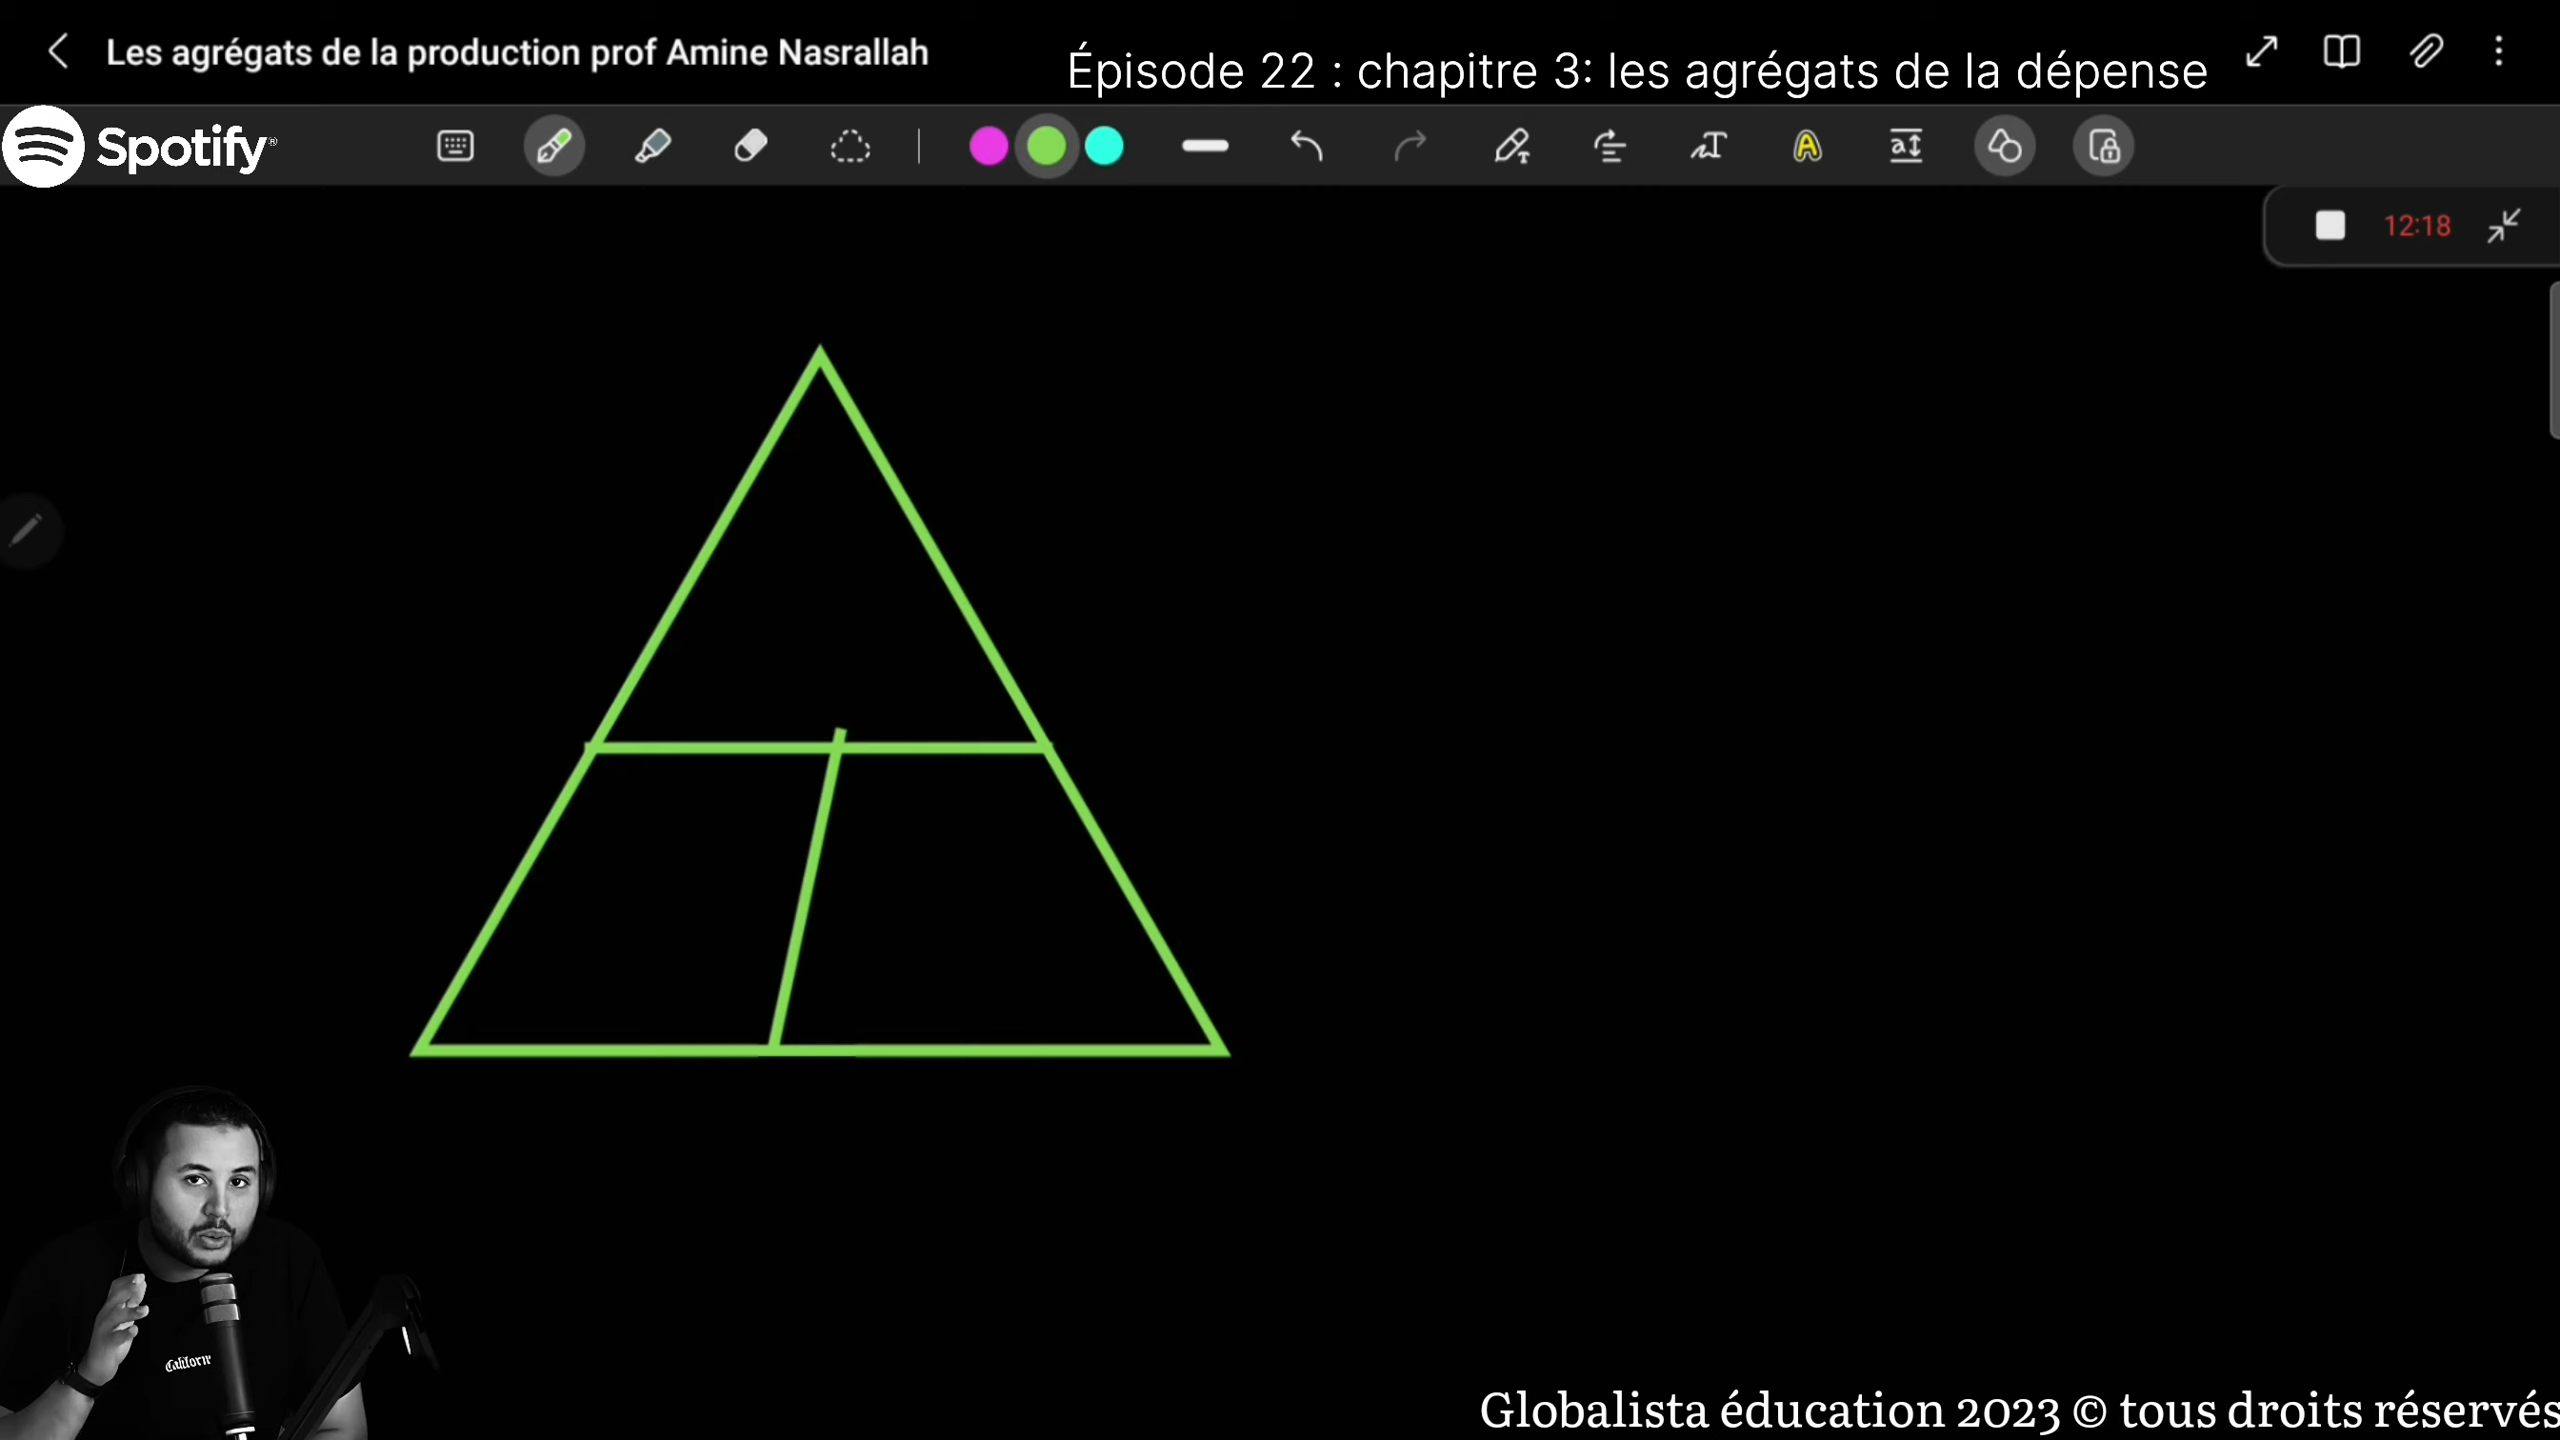 Les agrégats de la production prof Amine Nasrallah
Épisode 22 : chapitre 3: les agrégats de la dépense
Spotify®
12:18
Globalista éducation 2023 © tous droits réservés